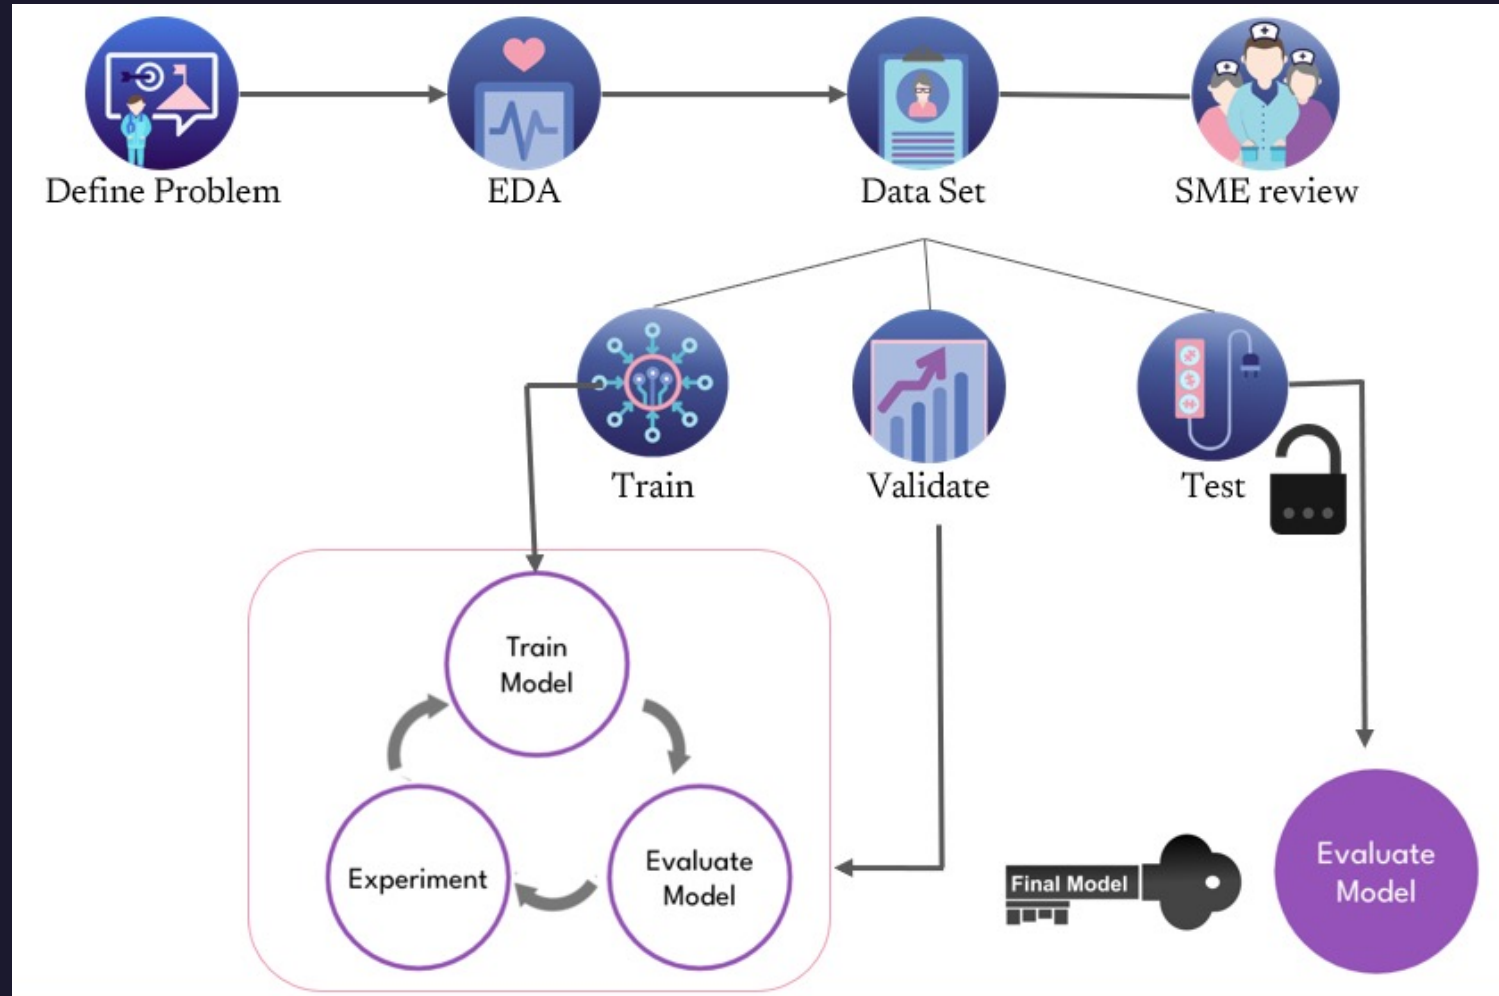 Define Problem
EDA
Data Set
SME review
Train
Validate
Test
Train
Model
Experiment
Evaluate
Model
Final Model
Evaluate
Model